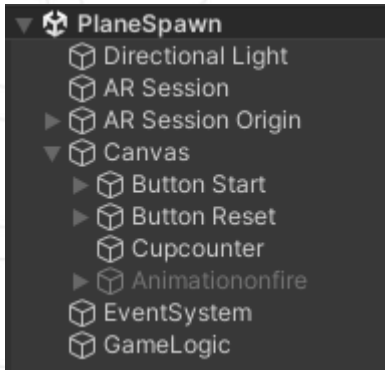 PlaneSpawn
Directional Light
AR Session
AR Session Origin
Canvas
Button Start
Button Reset
Cupcounter
Animationonfire
EventSystem
GameLogic